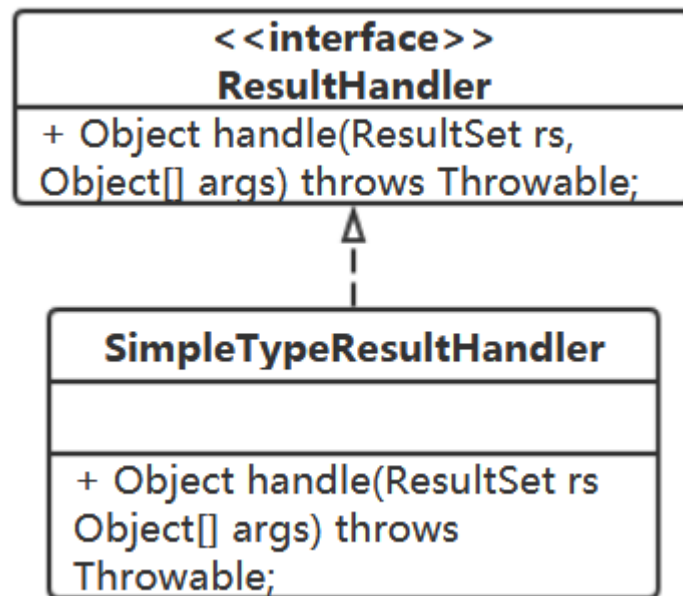 <<interface>>
ResultHandler
+ Object handle(ResultSet rs,
Object[] args) throws Throwable;
SimpleTypeResultHandler
+ Object handle(ResultSet rs
Object[] args) throws
Throwable;